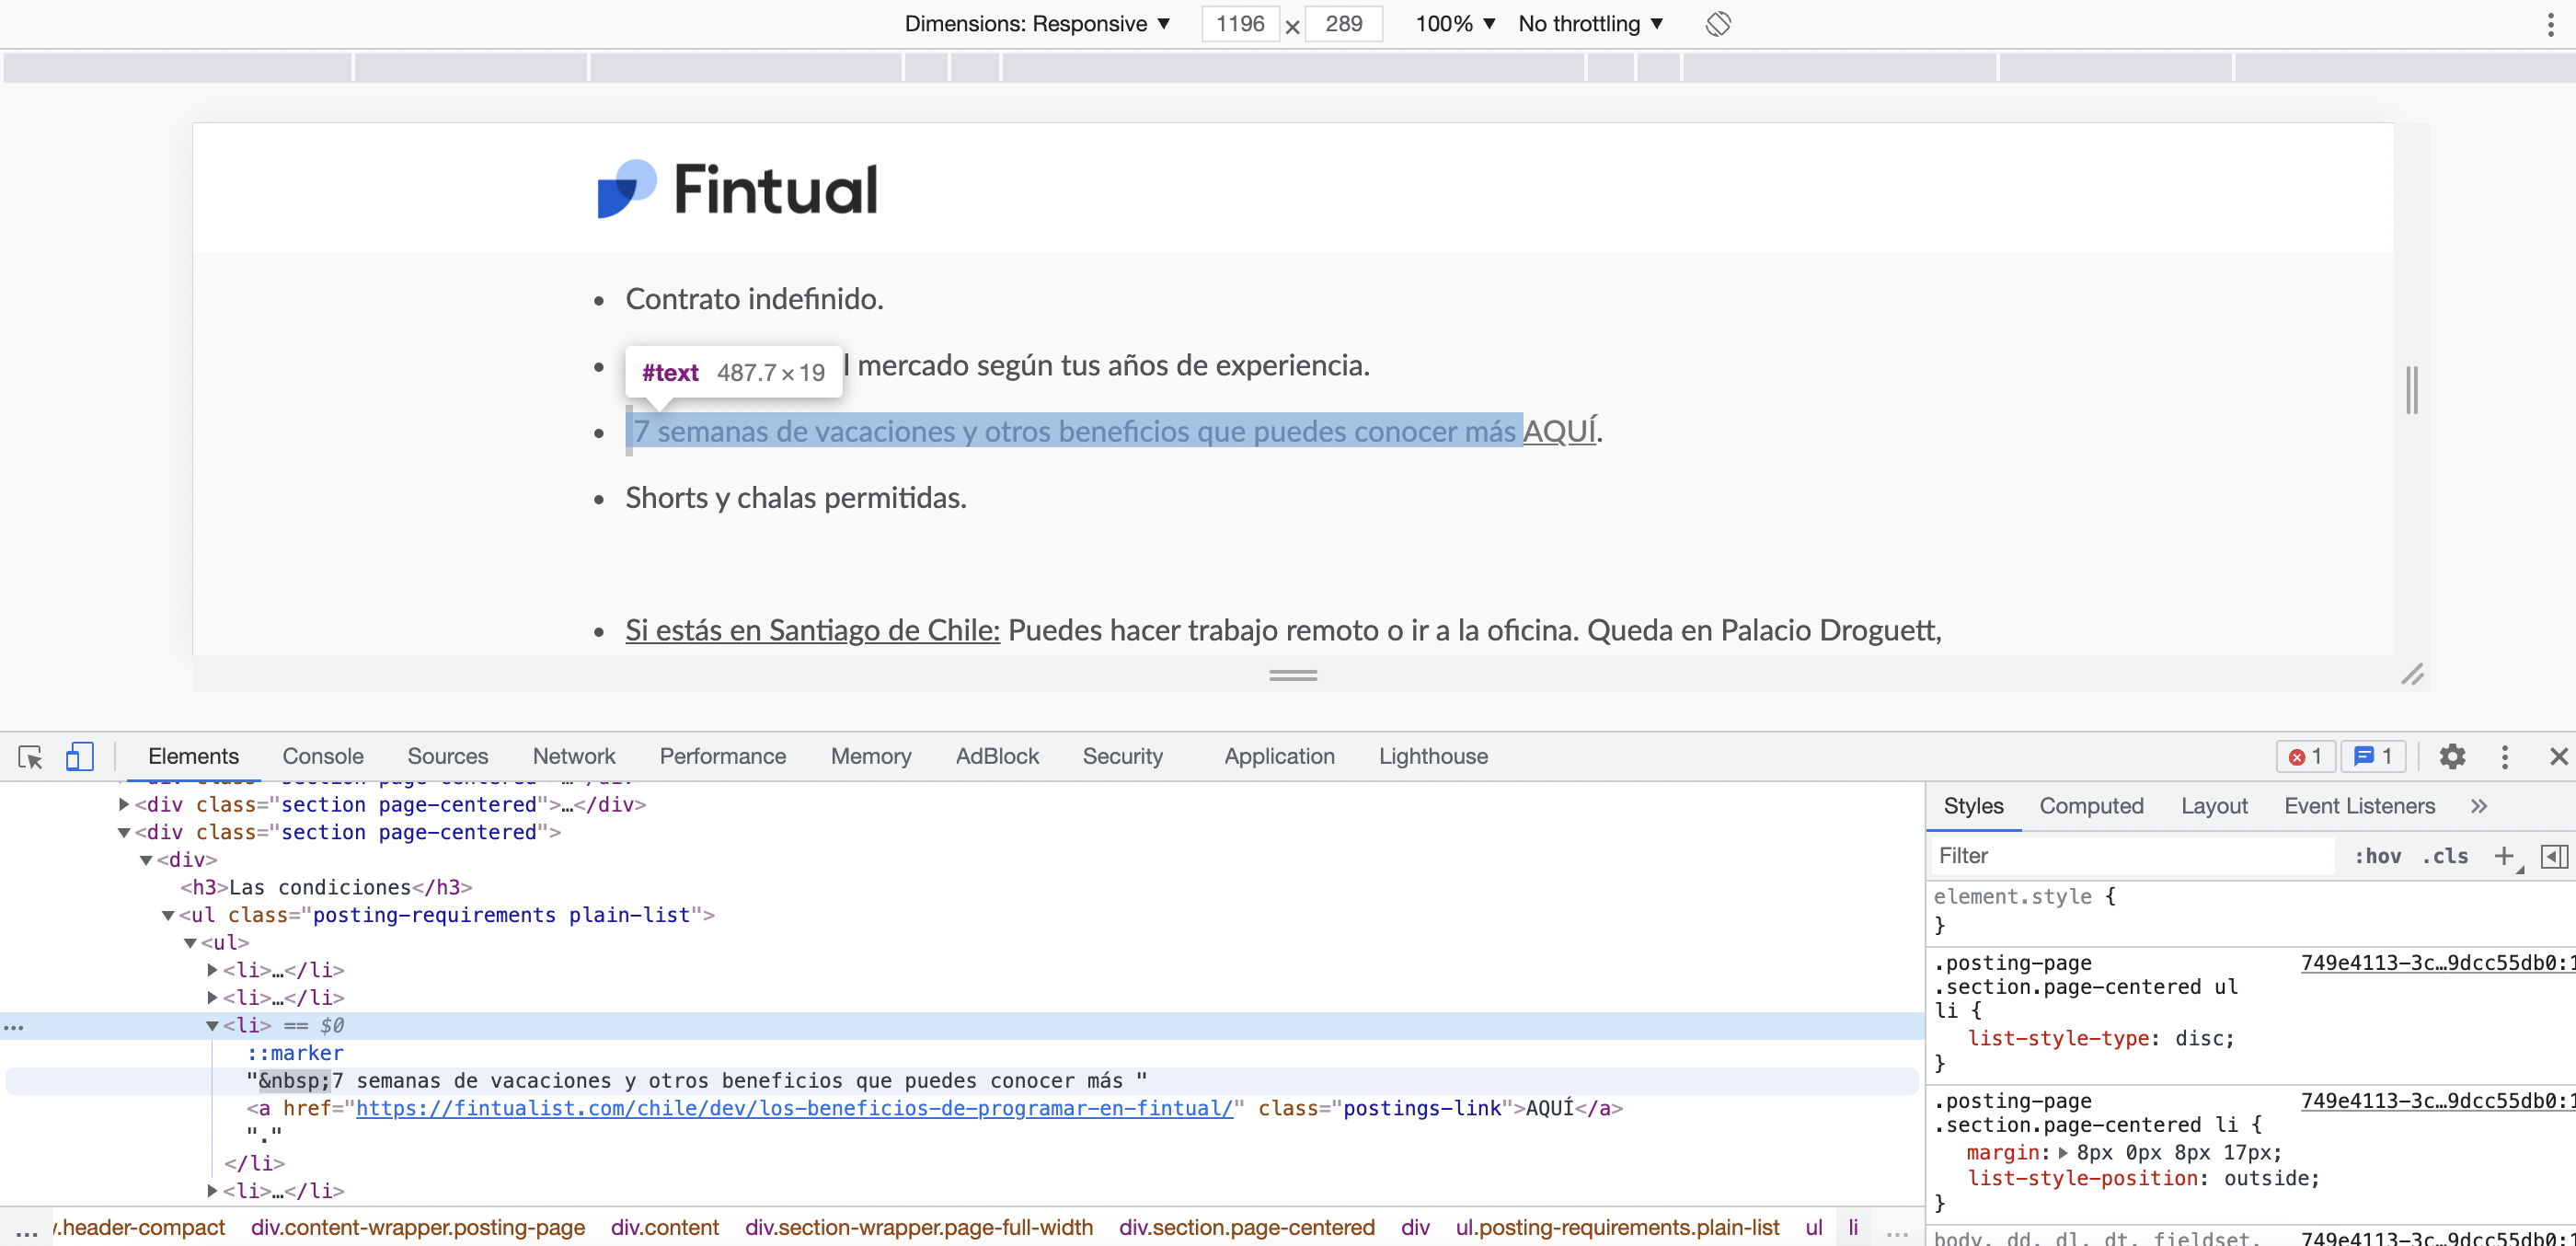 Dimensions: Responsive ▼ 1196 × 289 100% ▼ No throttling ▼
Fintual
• Contrato indefinido.
• l mercado según tus años de experiencia.
#text 487.7 × 19
• 7 semanas de vacaciones y otros beneficios que puedes conocer más AQUÍ.
• Shorts y chalas permitidas.
• Si estás en Santiago de Chile: Puedes hacer trabajo remoto o ir a la oficina. Queda en Palacio Droguett,
Elements Console Sources Network Performance Memory AdBlock Security Application Lighthouse 1 1
▶<div class="section page-centered">…</div>
▼<div class="section page-centered">
▼<div>
<h3>Las condiciones</h3>
▼<ul class="posting-requirements plain-list">
▼<ul>
▶<li>…</li>
▶<li>…</li>
… ▼<li> == $0
::marker
"&nbsp;7 semanas de vacaciones y otros beneficios que puedes conocer más "
<a href="https://fintualist.com/chile/dev/los-beneficios-de-programar-en-fintual/" class="postings-link">AQUÍ</a>
"."
</li>
▶<li>…</li>
... .header-compact div.content-wrapper.posting-page div.content div.section-wrapper.page-full-width div.section.page-centered div ul.posting-requirements.plain-list ul li ...
Styles Computed Layout Event Listeners »
Filter :hov .cls +
element.style {
}
.posting-page 749e4113-3c…9dcc55db0:1
.section.page-centered ul
li {
list-style-type: disc;
}
.posting-page 749e4113-3c…9dcc55db0:1
.section.page-centered li {
margin: ▶ 8px 0px 8px 17px;
list-style-position: outside;
}
body, dd, dl, dt, fieldset, 749e4113-3c…9dcc55db0:1